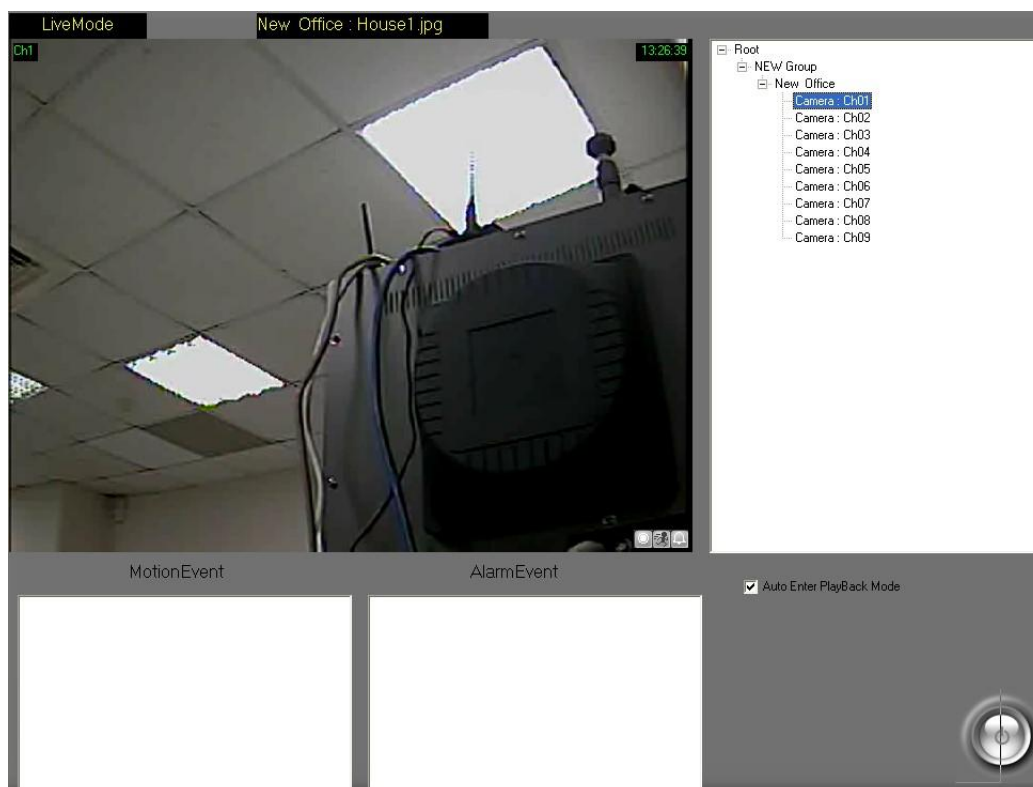 LiveMode New Office : House1.jpg
Ch1 13:26:39
Root
NEW Group
New Office
Camera : Ch01
Camera : Ch02
Camera : Ch03
Camera : Ch04
Camera : Ch05
Camera : Ch06
Camera : Ch07
Camera : Ch08
Camera : Ch09
MotionEvent AlarmEvent
Auto Enter PlayBack Mode